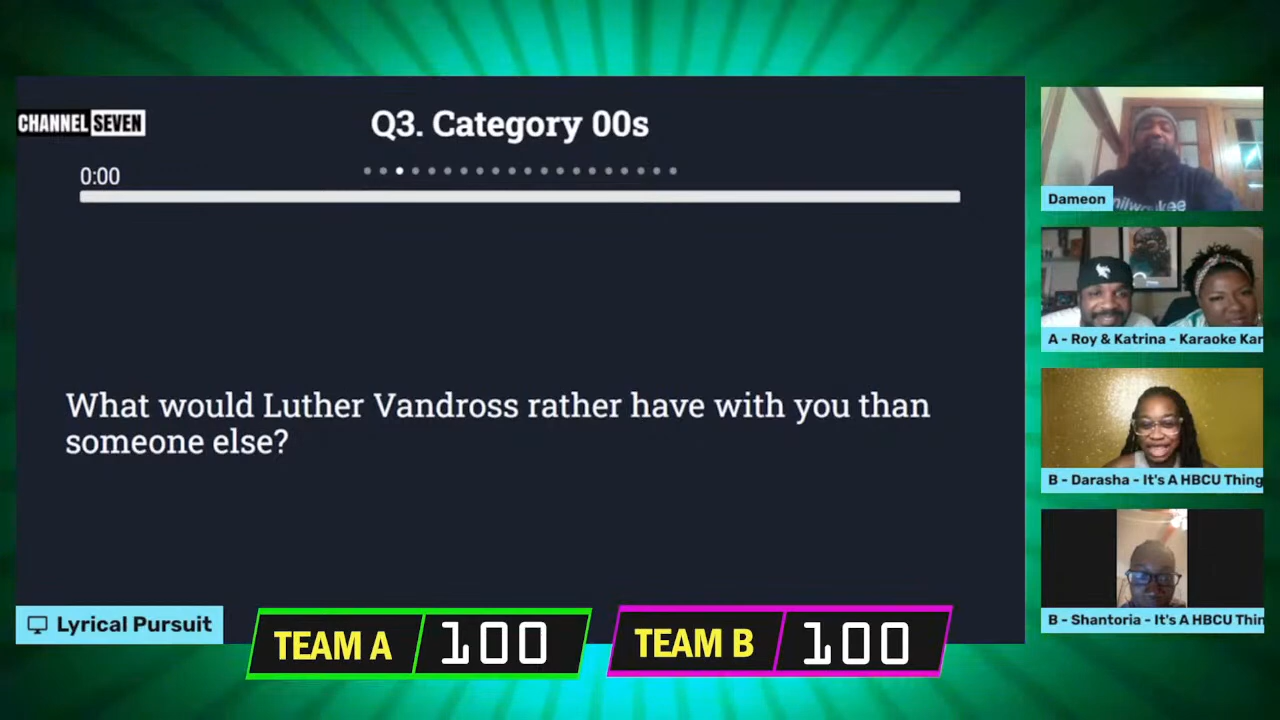 CHANNEL SEVEN
Q3. Category 00s
0:00
What would Luther Vandross rather have with you than
someone else?
Lyrical Pursuit
TEAM A 100
TEAM B 100
Dameon
A - Roy & Katrina - Karaoke Kar
B - Darasha - It's A HBCU Thing
B - Shantoria - It's A HBCU Thin